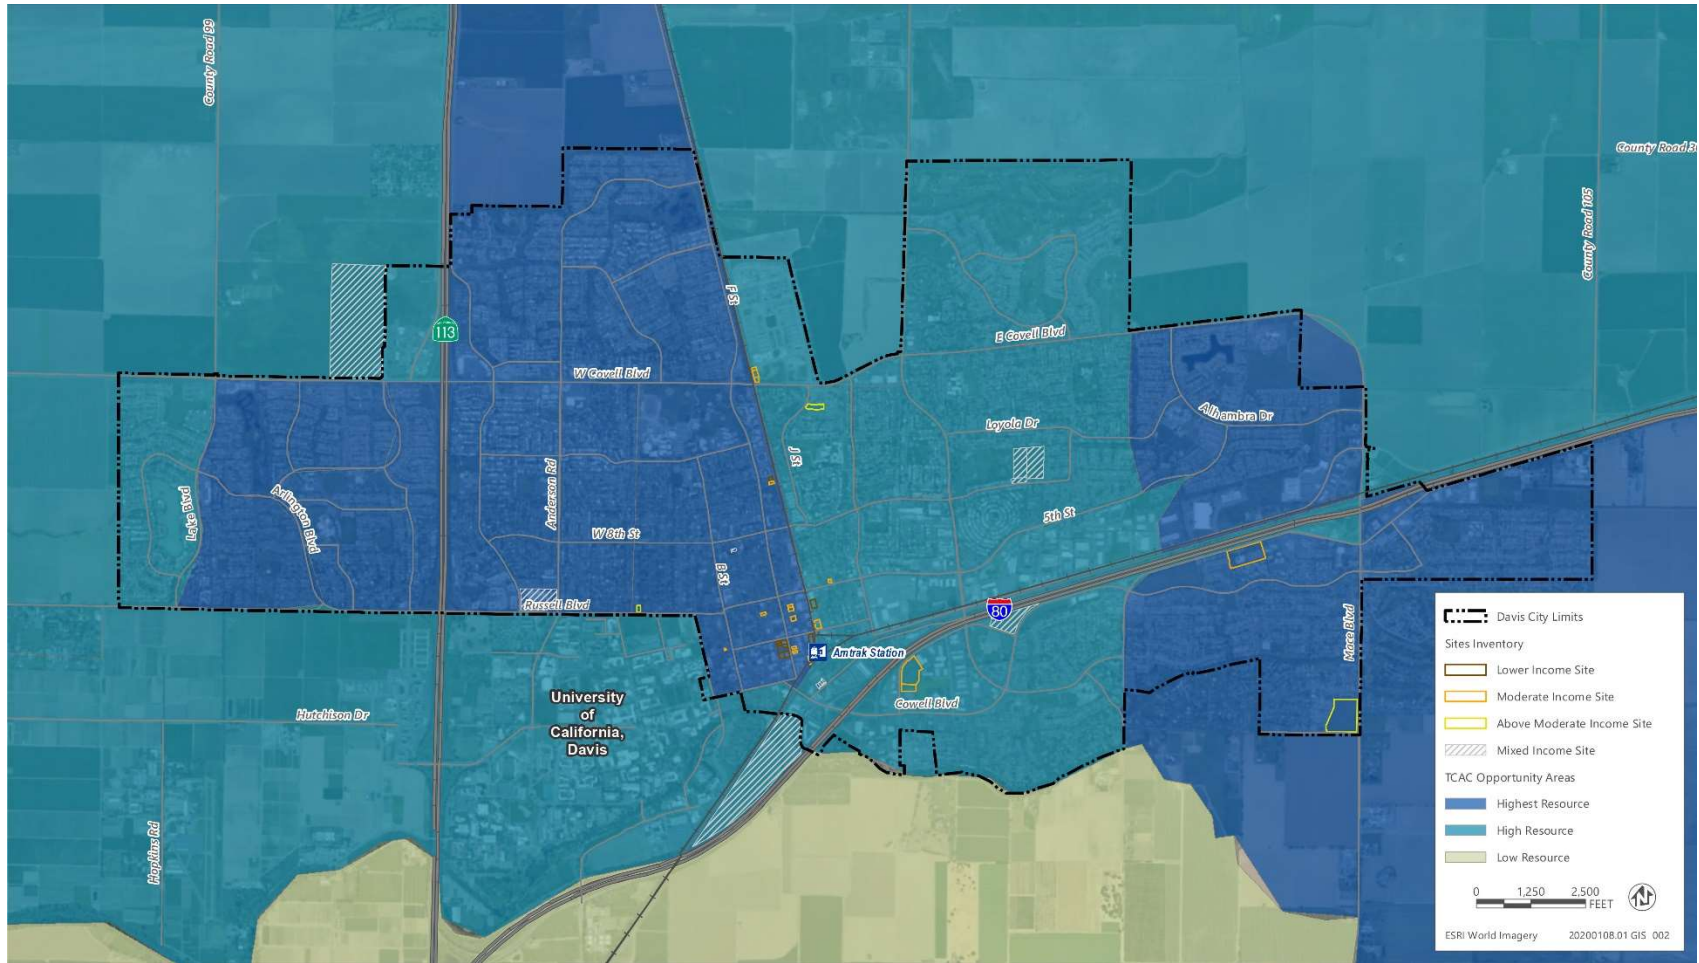 County Road 99
County Road 105
113
F St
W Covell Blvd
E Covell Blvd
J St
Loyola Dr
Alhambra Dr
Lake Blvd
Arlington Blvd
Anderson Rd
W 8th St
B St
5th St
Russell Blvd
80
Amtrak Station
Cowell Blvd
Mace Blvd
Hutchison Dr
Hopkins Rd
University
of
California,
Davis
Davis City Limits
Sites Inventory
Lower Income Site
Moderate Income Site
Above Moderate Income Site
Mixed Income Site
TCAC Opportunity Areas
Highest Resource
High Resource
Low Resource
0 1,250 2,500
FEET
N
ESRI World Imagery 20200108.01 GIS 002